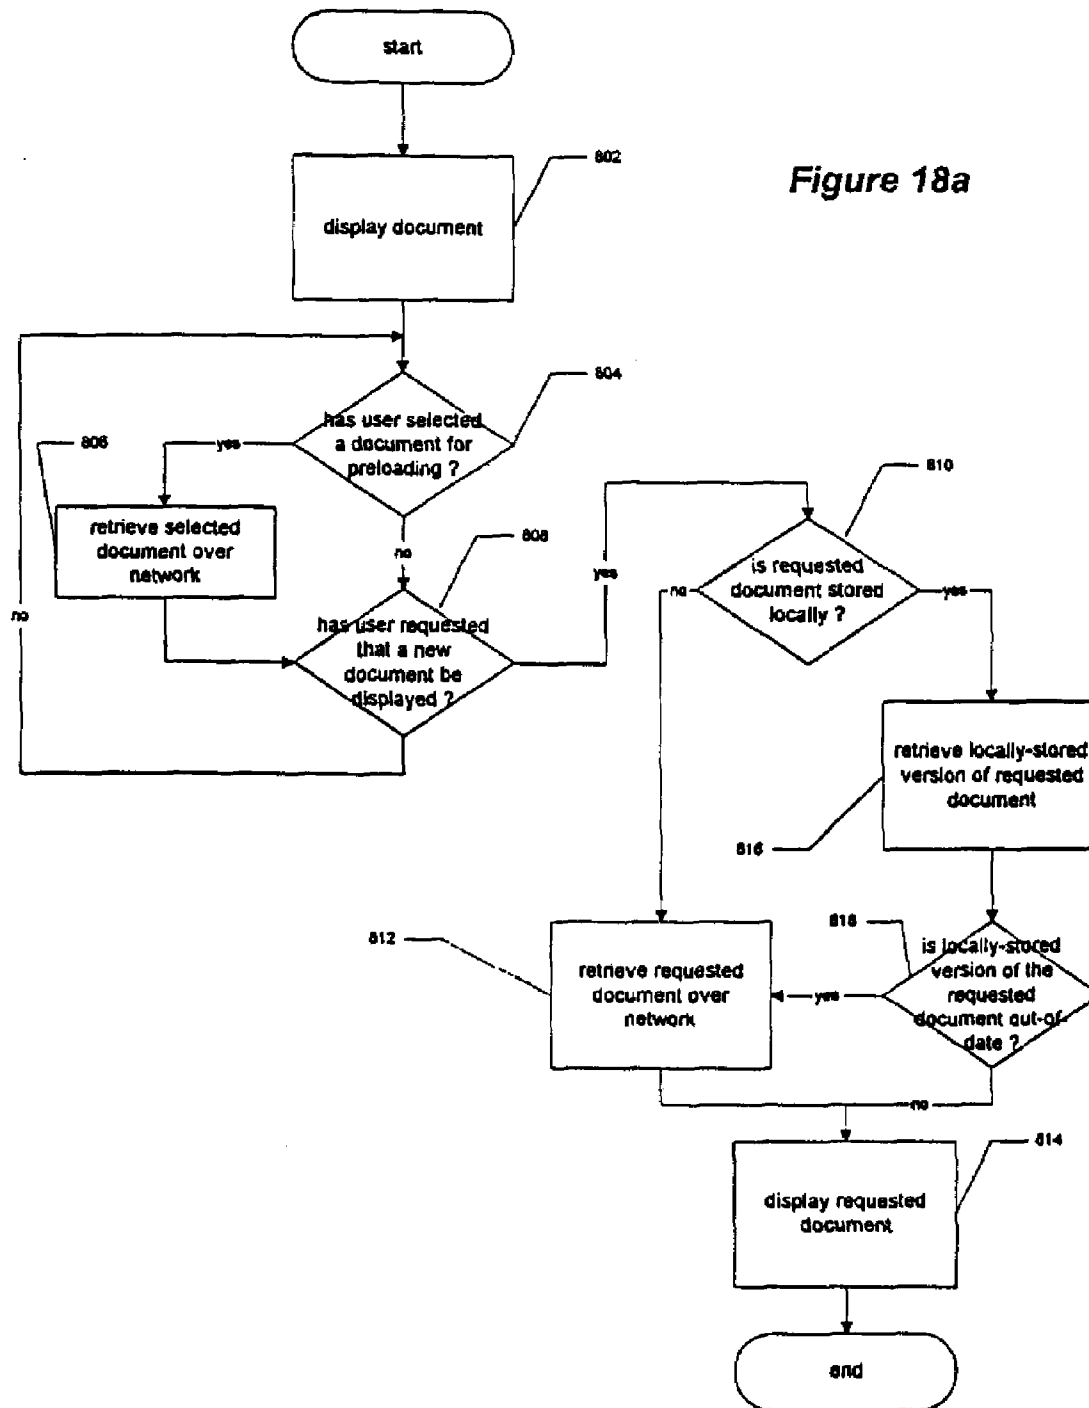 start
802
Figure 18a
display document
804
has user selected
a document for
preloading ?
806
yes
810
retrieve selected
document over
network
no
808
yes
is requested
document stored
locally ?
no
yes
no
has user requested
that a new
document be
displayed ?
retrieve locally-stored
version of requested
document
816
818
812
is locally-stored
version of the
requested
document out-of-
date ?
retrieve requested
document over
network
yes
no
814
display requested
document
end